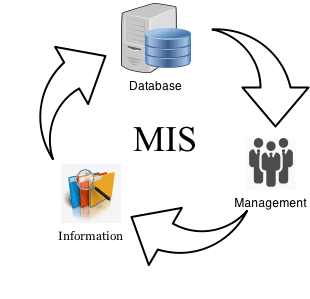 Database
MIS
Management
Information